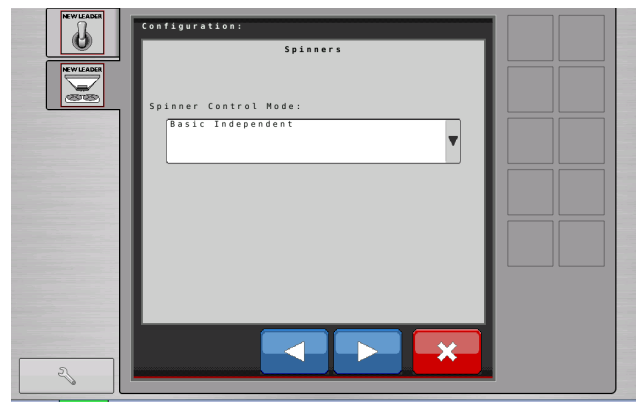 NEW LEADER
NEW LEADER
Configuration:
Spinners
Spinner Control Mode:
Basic Independent